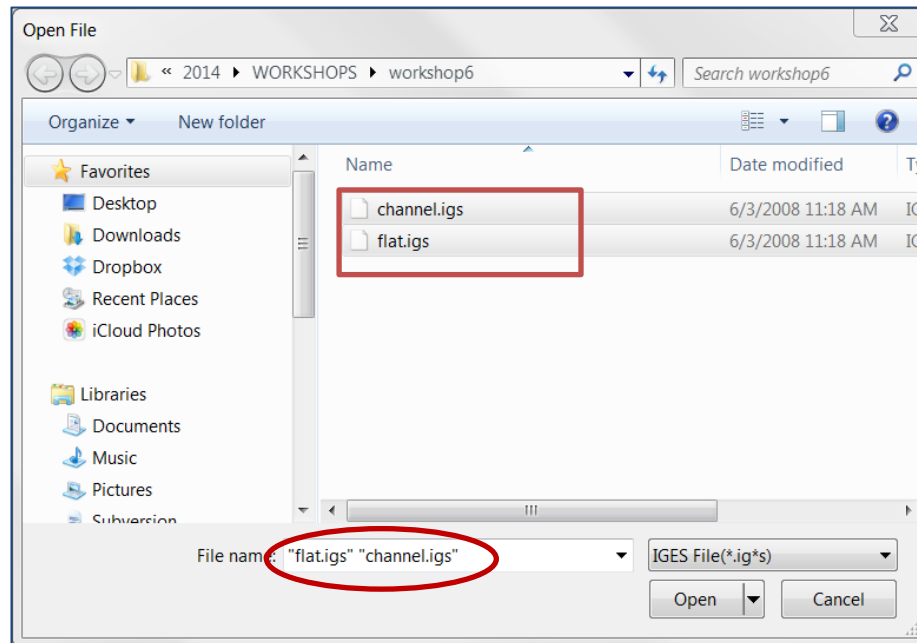 Open File
« 2014 WORKSHOPS workshop6
Search workshop6
Organize
New folder
Name
Date modified
Favorites
Desktop
Downloads
Dropbox
Recent Places
iCloud Photos
Libraries
Documents
Music
Pictures
Subversion
channel.igs 6/3/2008 11:18 AM
flat.igs 6/3/2008 11:18 AM
File name: "flat.igs" "channel.igs"
IGES File(*.ig*s)
Open
Cancel